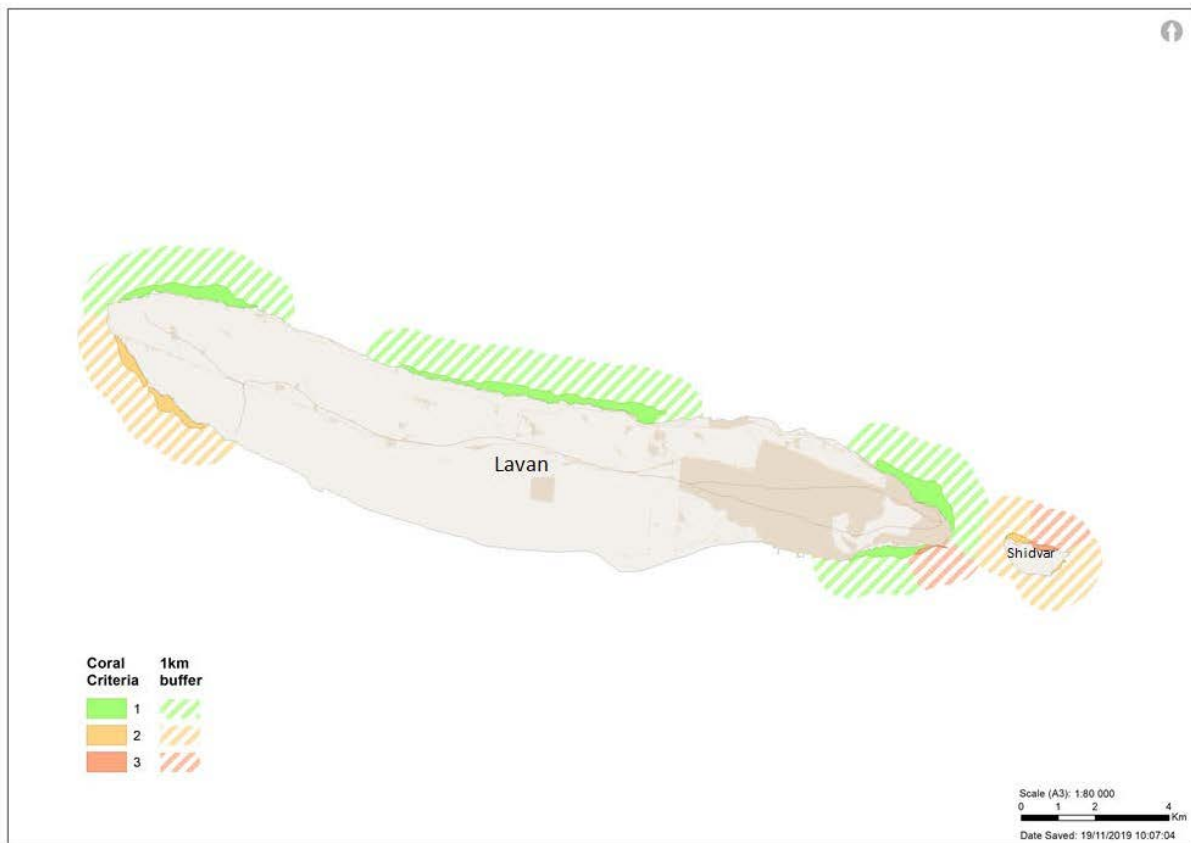 Lavan
Shidvar
Coral Criteria
1km buffer
1
2
3
Scale (A3): 1:80 000
0 1 2 4
Km
Date Saved: 19/11/2019 10:07:04